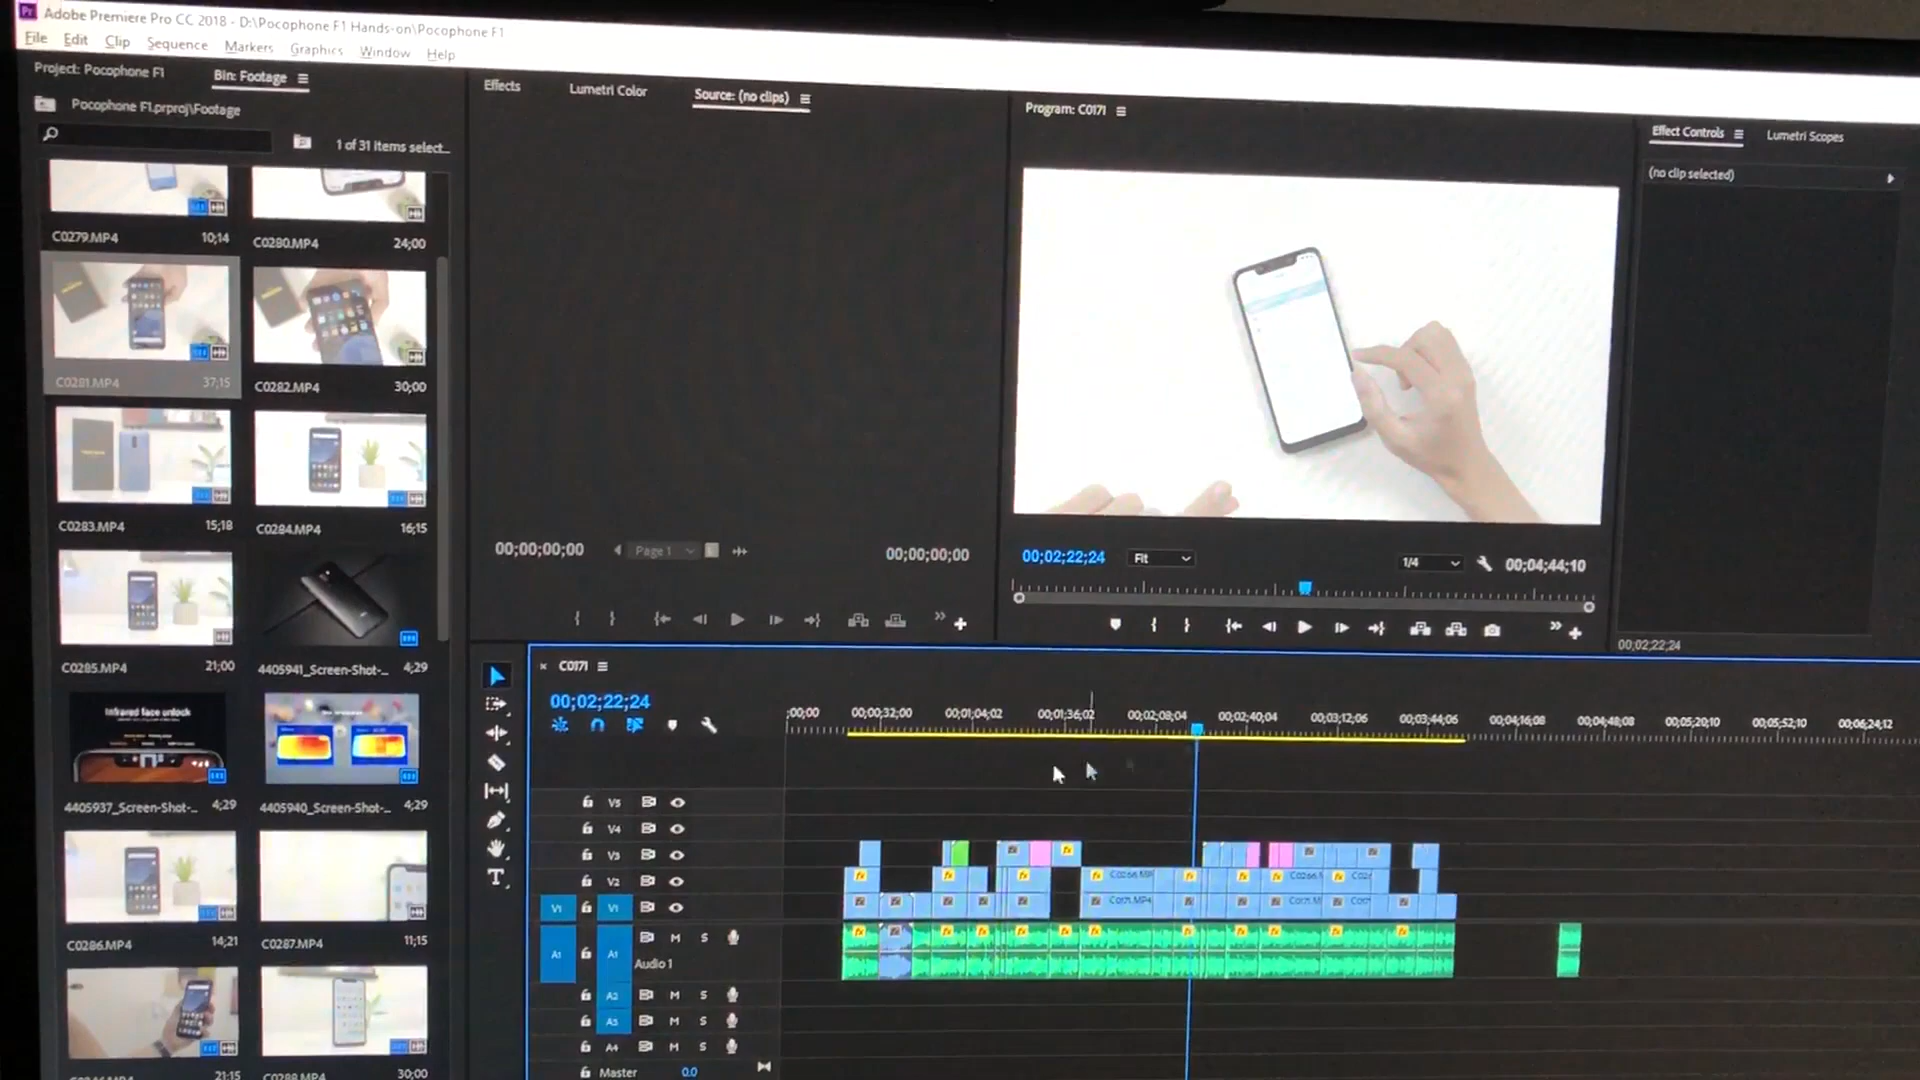 Adobe Premiere Pro CC 2018 - D:\Pocophone F1 Hands-on\Pocophone F1
File Edit Clip Sequence Markers Graphics Window Help
Project: Pocophone F1
Bin: Footage
Pocophone F1.prproj\Footage
1 of 31 items select...
C0279.MP4 10;14
C0280.MP4 24;00
C0281.MP4 37;15
C0282.MP4 30;00
C0283.MP4 15;18
C0284.MP4 16;15
C0285.MP4 21;00
4405941_Screen-Shot-... 4;29
Infrared face unlock
4405937_Screen-Shot-... 4;29
4405940_Screen-Shot-... 4;29
C0286.MP4 14;21
C0287.MP4 11;15
21;15
C0288.MP4 30;00
Effects
Lumetri Color
Source: (no clips)
00;00;00;00
Page 1
00;00;00;00
Program: C0171
00;02;22;24
Fit
1/4
00;04;44;10
Effect Controls
Lumetri Scopes
(no clip selected)
00;02;22;24
× C0171
00;02;22;24
;00;00 00;00;32;00 00;01;04;02 00;01;36;02 00;02;08;04 00;02;40;04 00;03;12;06 00;03;44;06 00;04;16;08 00;04;48;08 00;05;20;10 00;05;52;10 00;06;24;12
V5
V4
V3
V2
V1 V1
A1 A1 M S
Audio 1
A2 M S
A3 M S
A4 M S
Master 0.0